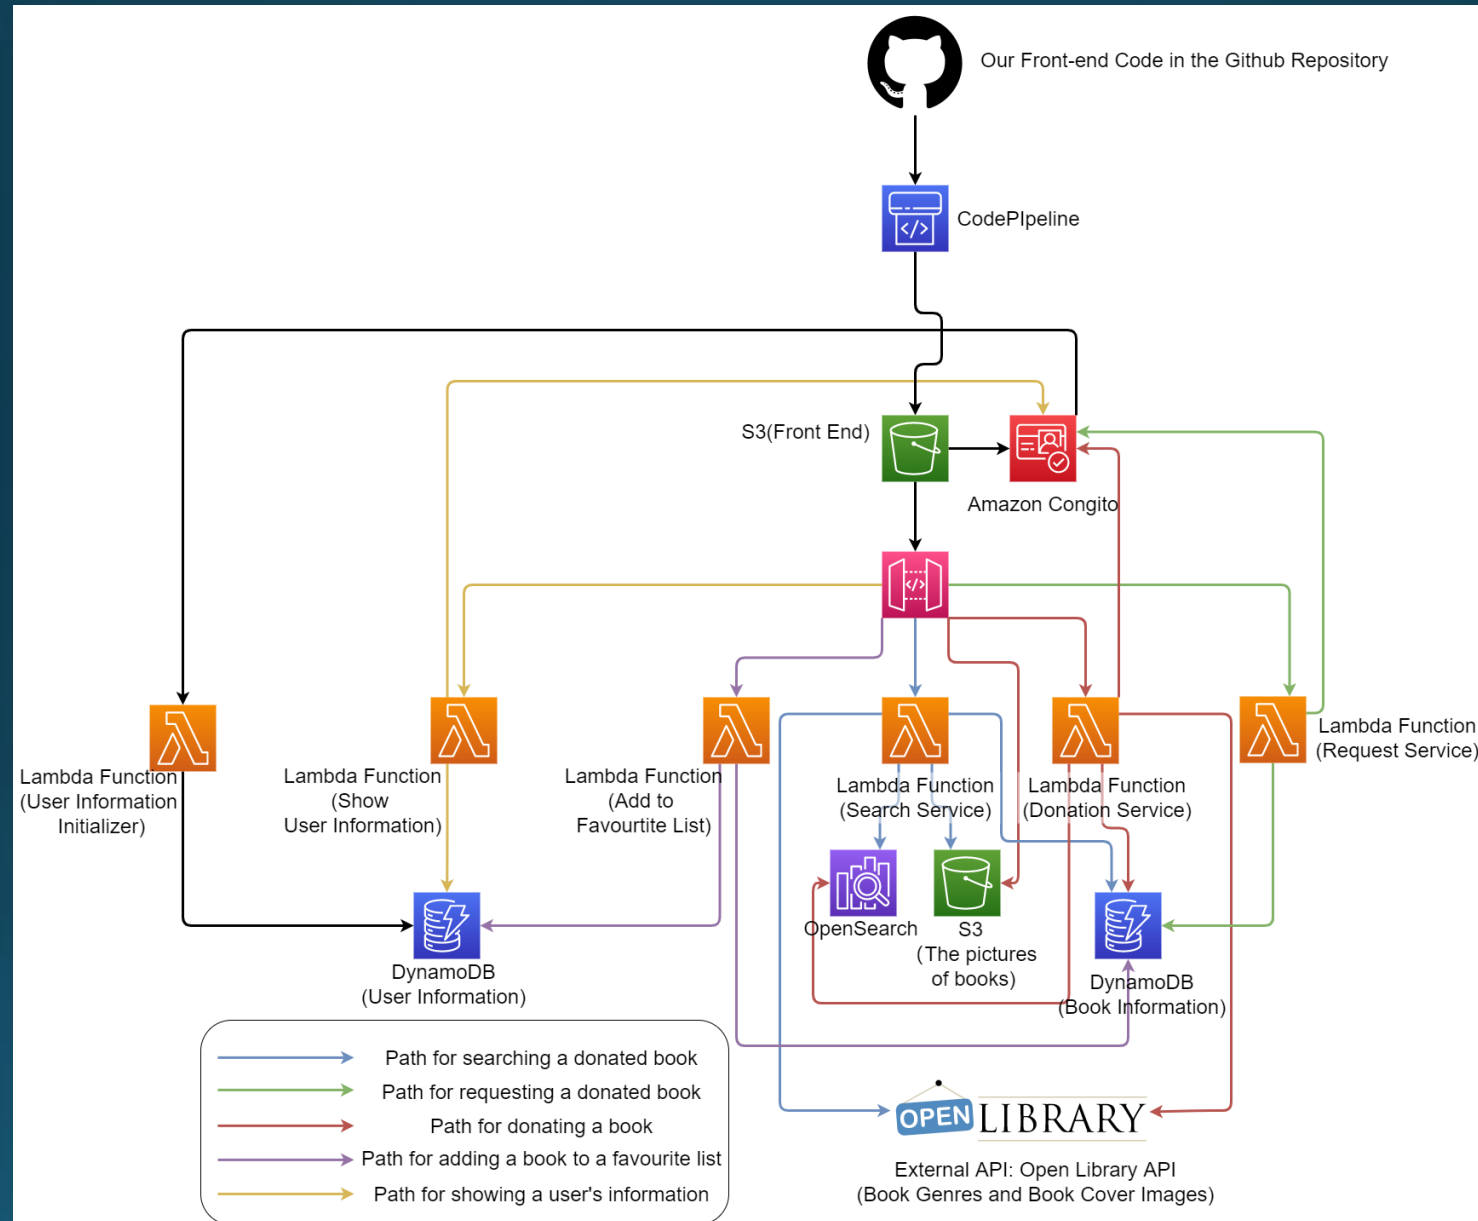 Our Front-end Code in the Github Repository
CodePIpeline
S3(Front End)
Amazon Congito
Lambda Function
(User Information
Initializer)
Lambda Function
(Show
User Information)
Lambda Function
(Add to
Favourtite List)
Lambda Function
(Search Service)
Lambda Function
(Donation Service)
Lambda Function
(Request Service)
OpenSearch
S3
(The pictures
of books)
DynamoDB
(User Information)
DynamoDB
(Book Information)
Path for searching a donated book
Path for requesting a donated book
Path for donating a book
Path for adding a book to a favourite list
Path for showing a user's information
OPEN LIBRARY
External API: Open Library API
(Book Genres and Book Cover Images)